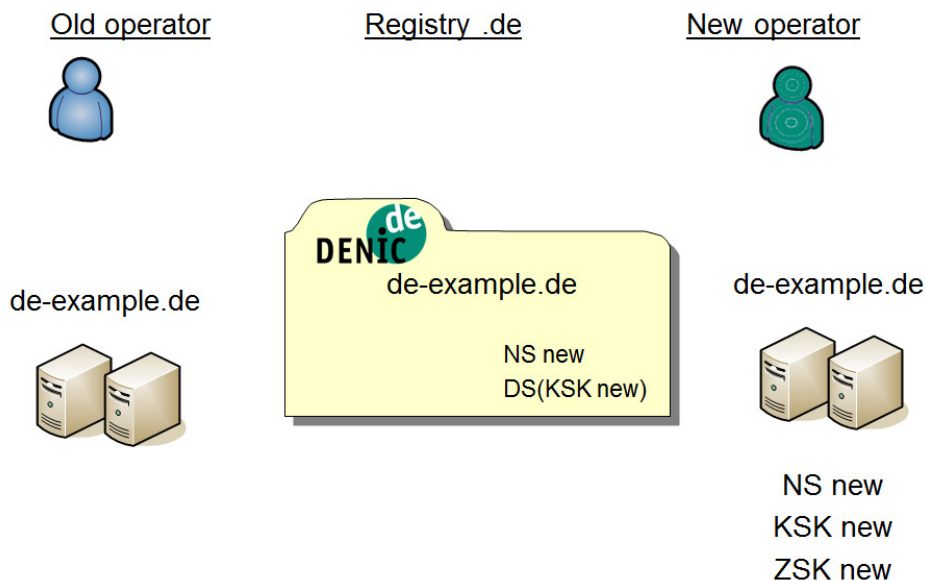 Old operator
Registry .de
New operator
DENIC de
de-example.de
de-example.de
de-example.de
NS new
DS(KSK new)
NS new
KSK new
ZSK new